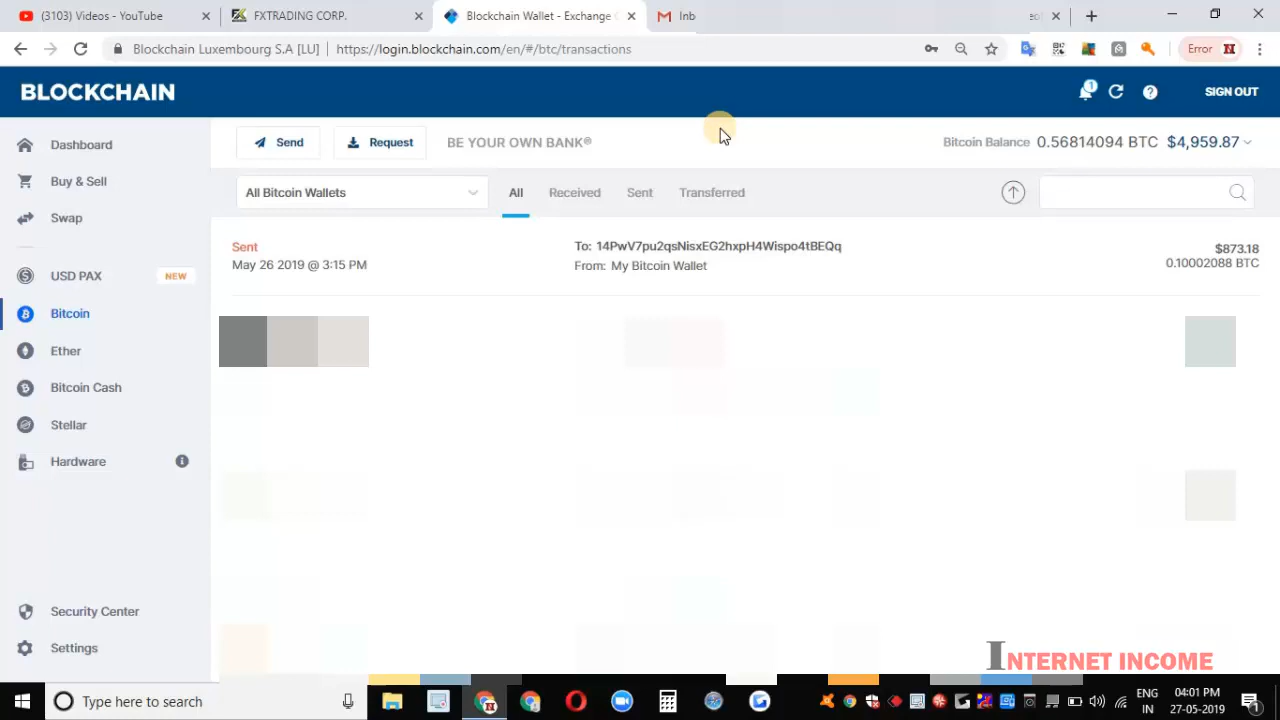 (3103) Videos - YouTube
FXTRADING CORP.
Blockchain Wallet - Exchange
Inb
Blockchain Luxembourg S.A [LU]
https://login.blockchain.com/en/#/btc/transactions
Error
BLOCKCHAIN
1
SIGN OUT
Dashboard
Buy & Sell
Swap
USD PAX NEW
Bitcoin
Ether
Bitcoin Cash
Stellar
Hardware
Security Center
Settings
Send
Request
BE YOUR OWN BANK®
Bitcoin Balance 0.56814094 BTC $4,959.87
All Bitcoin Wallets
All
Received
Sent
Transferred
Sent
May 26 2019 @ 3:15 PM
To: 14PwV7pu2qsNisxEG2hxpH4Wispo4tBEQq
From: My Bitcoin Wallet
$873.18
0.10002088 BTC
INTERNET INCOME
Type here to search
ENG
IN
04:01 PM
27-05-2019
1